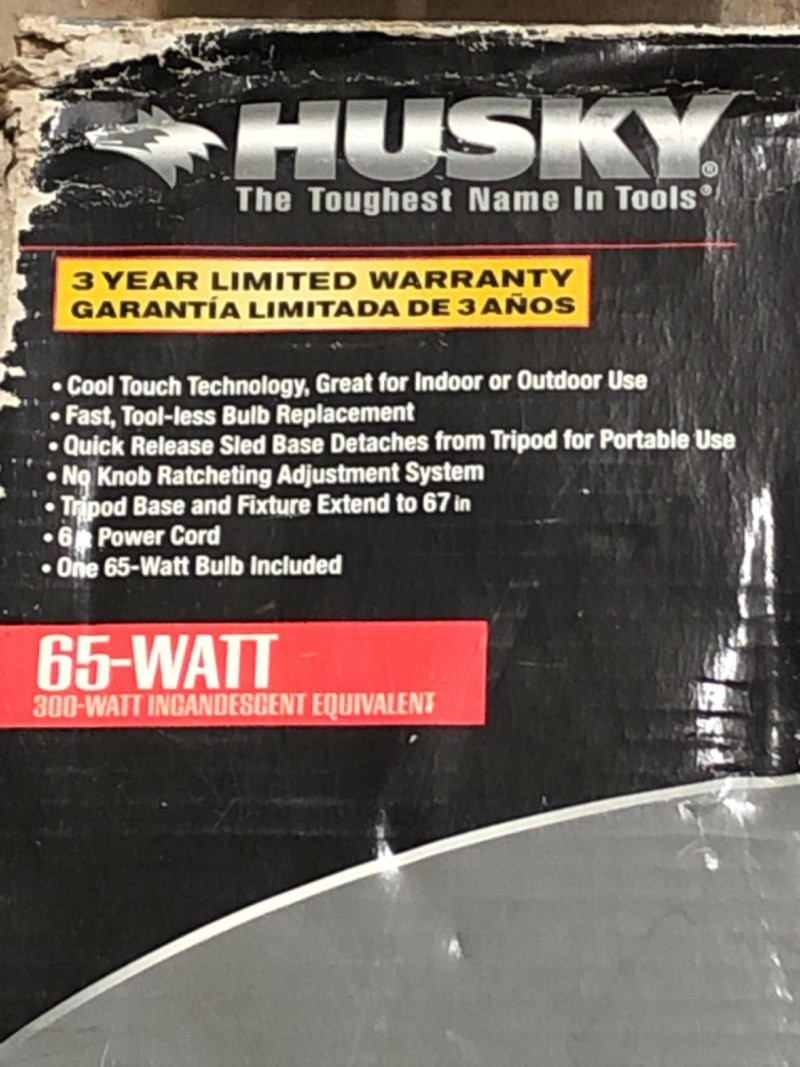 HUSKY®
The Toughest Name In Tools®
3 YEAR LIMITED WARRANTY
GARANTÍA LIMITADA DE 3 AÑOS
• Cool Touch Technology, Great for Indoor or Outdoor Use
• Fast, Tool-less Bulb Replacement
• Quick Release Sled Base Detaches from Tripod for Portable Use
• No Knob Ratcheting Adjustment System
• Tripod Base and Fixture Extend to 67 in
• 6 Power Cord
• One 65-Watt Bulb Included
65-WATT
300-WATT INCANDESCENT EQUIVALENT